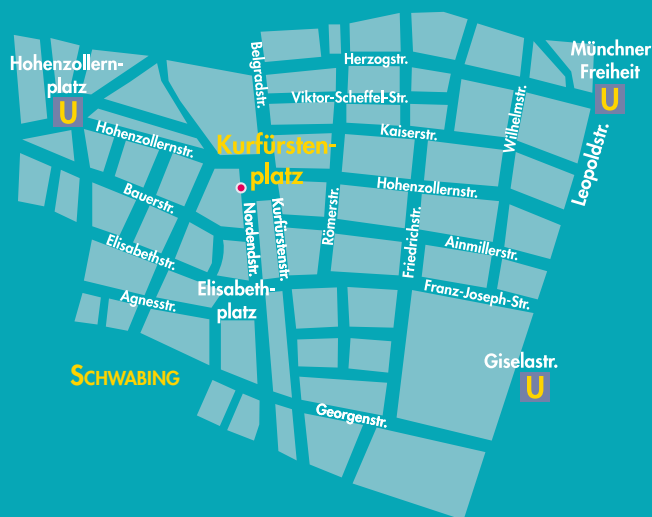 Münchner
Freiheit
U
Hohenzollern-
platz
U
Belgradstr.
Herzogstr.
Viktor-Scheffel-Str.
Kaiserstr.
Wilhelmstr.
Leopoldstr.
Hohenzollernstr.
Kurfürsten-
platz
Hohenzollernstr.
Bauerstr.
Nordendstr.
Kurfürstenstr.
Römerstr.
Friedrichstr.
Ainmillerstr.
Elisabethstr.
Elisabeth-
platz
Franz-Joseph-Str.
Agnesstr.
Schwabing
Giselastr.
U
Georgenstr.